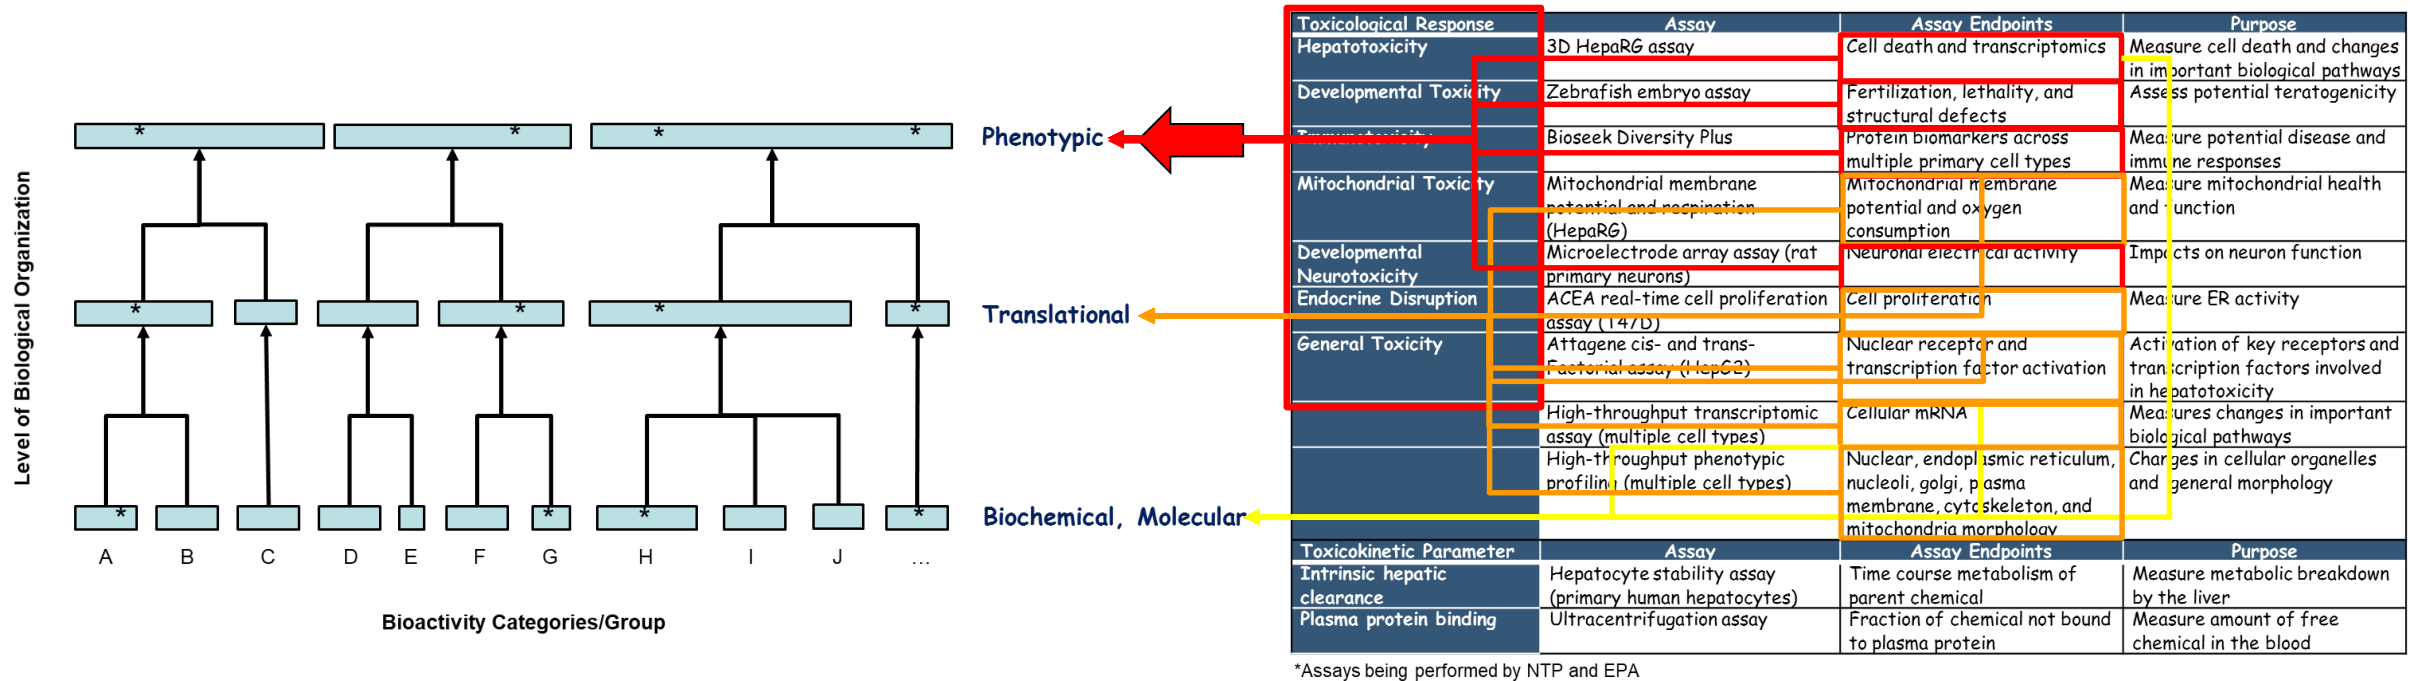 Level of Biological Organization
* * * *
* * * *
* * * *
A B C D E F G H I J ...
Bioactivity Categories/Group
Phenotypic
Translational
Biochemical, Molecular
Toxicological Response Assay Assay Endpoints Purpose
Hepatotoxicity 3D HepaRG assay Cell death and transcriptomics Measure cell death and changes
in important biological pathways
Developmental Toxicity Zebrafish embryo assay Fertilization, lethality, and Assess potential teratogenicity
structural defects
Immunotoxicity Bioseek Diversity Plus Protein biomarkers across Measure potential disease and
multiple primary cell types immune responses
Mitochondrial Toxicity Mitochondrial membrane Mitochondrial membrane Measure mitochondrial health
potential and respiration potential and oxygen and function
(HepaRG) consumption
Developmental Microelectrode array assay (rat Neuronal electrical activity Impacts on neuron function
Neurotoxicity primary neurons)
Endocrine Disruption ACEA real-time cell proliferation Cell proliferation Measure ER activity
assay (T47D)
General Toxicity Attagene cis- and trans- Nuclear receptor and Activation of key receptors and
Factorial assay (HepG2) transcription factor activation transcription factors involved
in hepatotoxicity
High-throughput transcriptomic Cellular mRNA Measures changes in important
assay (multiple cell types) biological pathways
High-throughput phenotypic Nuclear, endoplasmic reticulum, Changes in cellular organelles
profiling (multiple cell types) nucleoli, golgi, plasma and general morphology
membrane, cytoskeleton, and
mitochondria morphology
Toxicokinetic Parameter Assay Assay Endpoints Purpose
Intrinsic hepatic Hepatocyte stability assay Time course metabolism of Measure metabolic breakdown
clearance (primary human hepatocytes) parent chemical by the liver
Plasma protein binding Ultracentrifugation assay Fraction of chemical not bound Measure amount of free
to plasma protein chemical in the blood
*Assays being performed by NTP and EPA